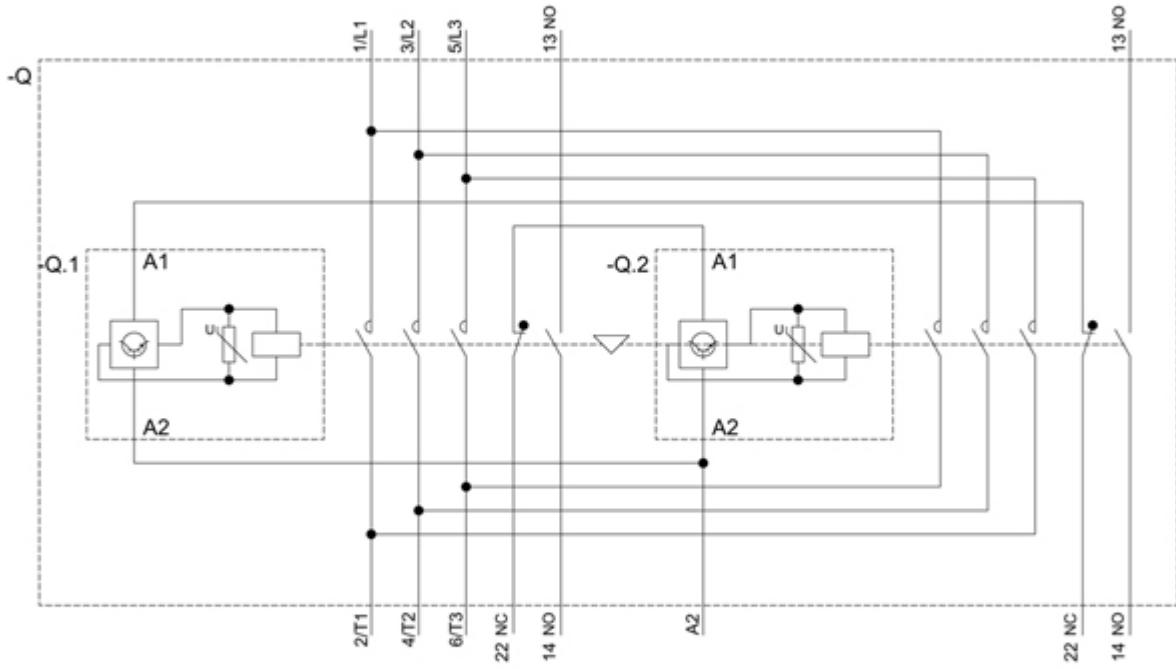 1/L1
3/L2
5/L3
13 NO
13 NO
-Q
-Q.1
A1
-Q.2
A1
U
U
A2
A2
2/T1
4/T2
6/T3
22 NC
14 NO
A2
22 NC
14 NO